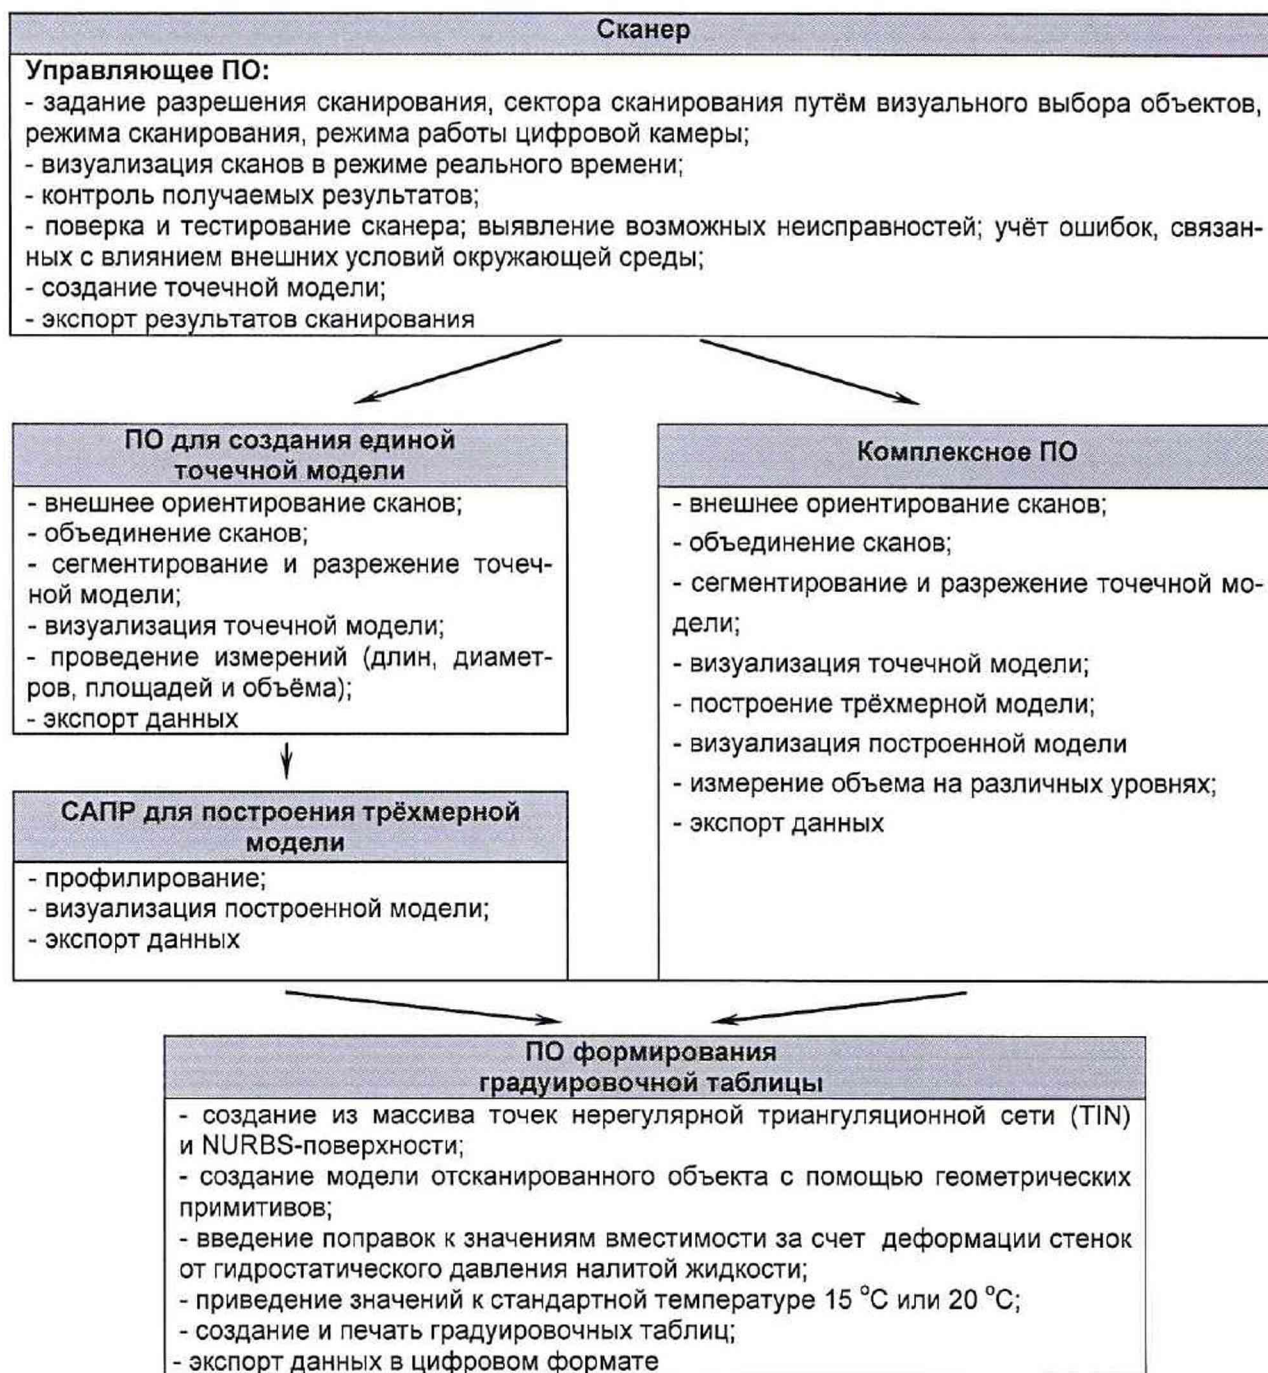 Сканер
Управляющее ПО:
- задание разрешения сканирования, сектора сканирования путём визуального выбора объектов,
режима сканирования, режима работы цифровой камеры;
- визуализация сканов в режиме реального времени;
- контроль получаемых результатов;
- поверка и тестирование сканера; выявление возможных неисправностей; учёт ошибок, связан-
ных с влиянием внешних условий окружающей среды;
- создание точечной модели;
- экспорт результатов сканирования
ПО для создания единой
точечной модели
- внешнее ориентирование сканов;
- объединение сканов;
- сегментирование и разрежение точеч-
ной модели;
- визуализация точечной модели;
- проведение измерений (длин, диамет-
ров, площадей и объёма);
- экспорт данных
САПР для построения трёхмерной
модели
- профилирование;
- визуализация построенной модели;
- экспорт данных
Комплексное ПО
- внешнее ориентирование сканов;
- объединение сканов;
- сегментирование и разрежение точечной мо-
дели;
- визуализация точечной модели;
- построение трёхмерной модели;
- визуализация построенной модели
- измерение объема на различных уровнях;
- экспорт данных
ПО формирования
градуировочной таблицы
- создание из массива точек нерегулярной триангуляционной сети (TIN)
и NURBS-поверхности;
- создание модели отсканированного объекта с помощью геометрических
примитивов;
- введение поправок к значениям вместимости за счет деформации стенок
от гидростатического давления налитой жидкости;
- приведение значений к стандартной температуре 15 °С или 20 °С;
- создание и печать градуировочных таблиц;
- экспорт данных в цифровом формате